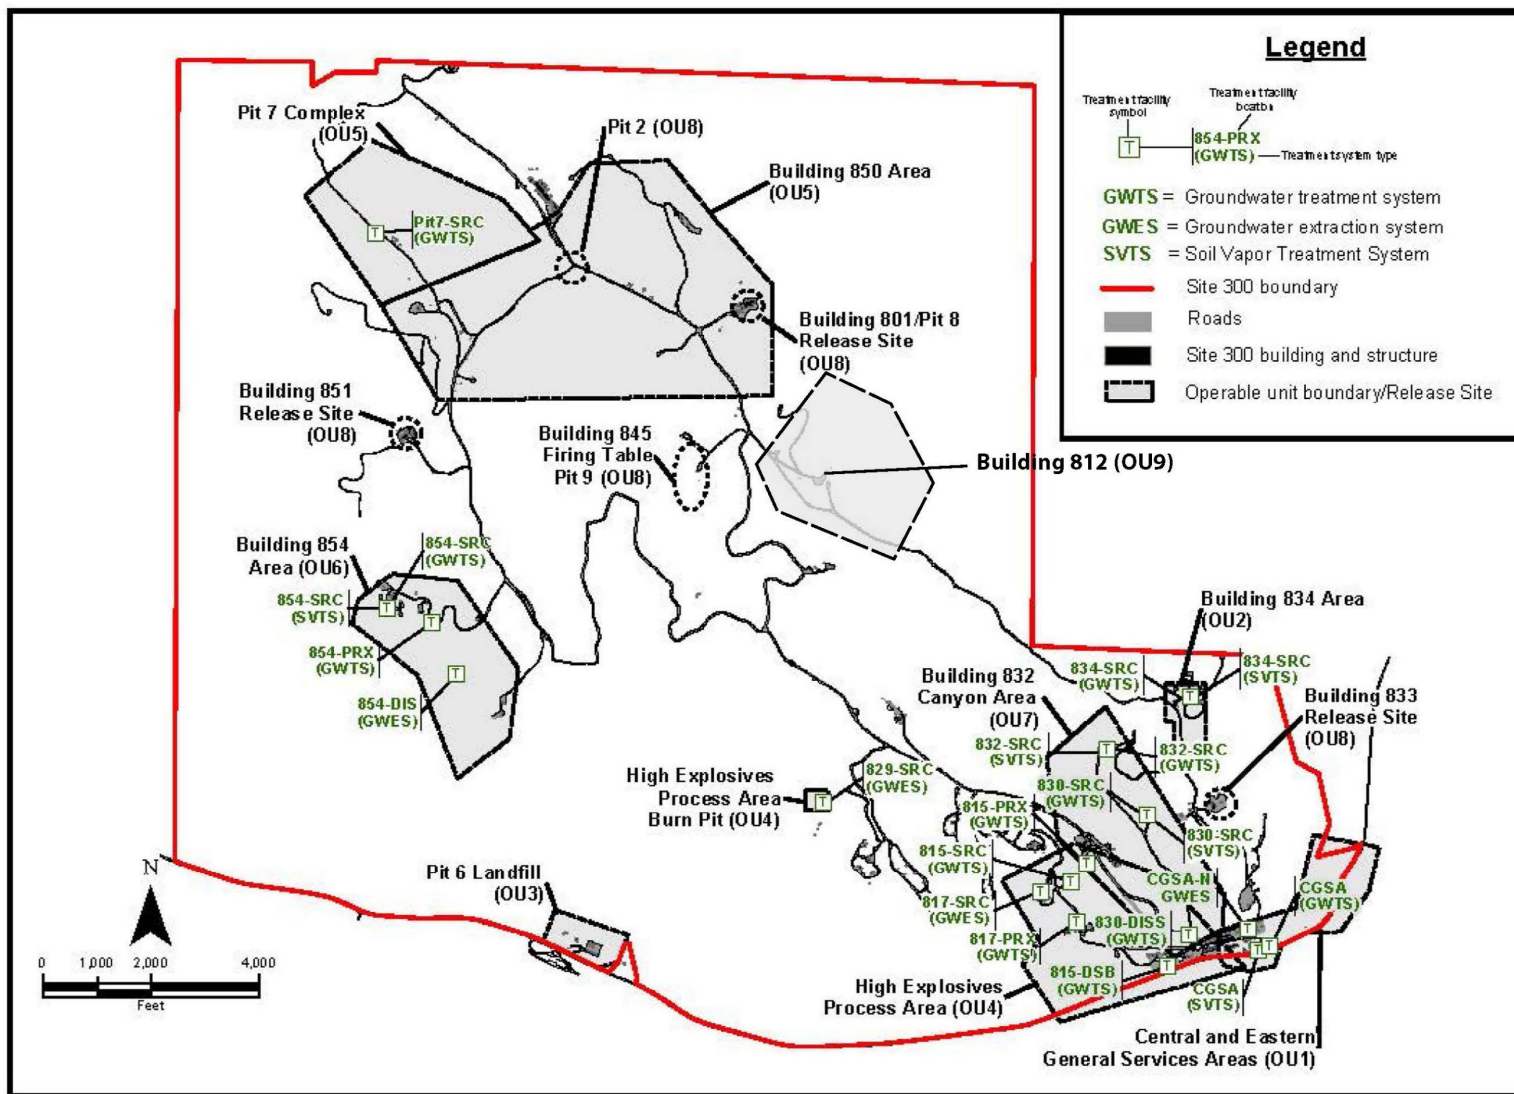 Legend
Treatment facility
symbol
Treatment facility
location
854-PRX
(GWTS)
Treatment system type
T
GWTS = Groundwater treatment system
GWES = Groundwater extraction system
SVTS = Soil Vapor Treatment System
Site 300 boundary
Roads
Site 300 building and structure
Operable unit boundary/Release Site
Pit 7 Complex
(OU5)
Pit 2 (OU8)
Building 850 Area
(OU5)
T
Pit7-SRC
(GWTS)
Building 801/Pit 8
Release Site
(OU8)
Building 851
Release Site
(OU8)
Building 845
Firing Table
Pit 9 (OU8)
Building 812 (OU9)
Building 854
Area (OU6)
854-SRC
(GWTS)
854-SRC
(SVTS)
T
T
854-PRX
(GWTS)
T
854-DIS
(GWES)
Building 834 Area
(OU2)
834-SRC
(GWTS)
834-SRC
(SVTS)
T
Building 832
Canyon Area
(OU7)
Building 833
Release Site
(OU8)
832-SRC
(SVTS)
T
832-SRC
(GWTS)
High Explosives
Process Area
Burn Pit (OU4)
T
829-SRC
(GWES)
830-SRC
(GWTS)
T
815-PRX
(GWTS)
830-SRC
(SVTS)
815-SRC
(GWTS)
T
T
CGSA-N
GWES
CGSA
(GWTS)
817-SRC
(GWES)
T
Pit 6 Landfill
(OU3)
817-PRX
(GWTS)
T
830-DISS
(GWTS)
T
T
T
T
815-DSB
(GWTS)
T
CGSA
(SVTS)
High Explosives
Process Area (OU4)
Central and Eastern
General Services Areas (OU1)
N
0 1,000 2,000 4,000
Feet